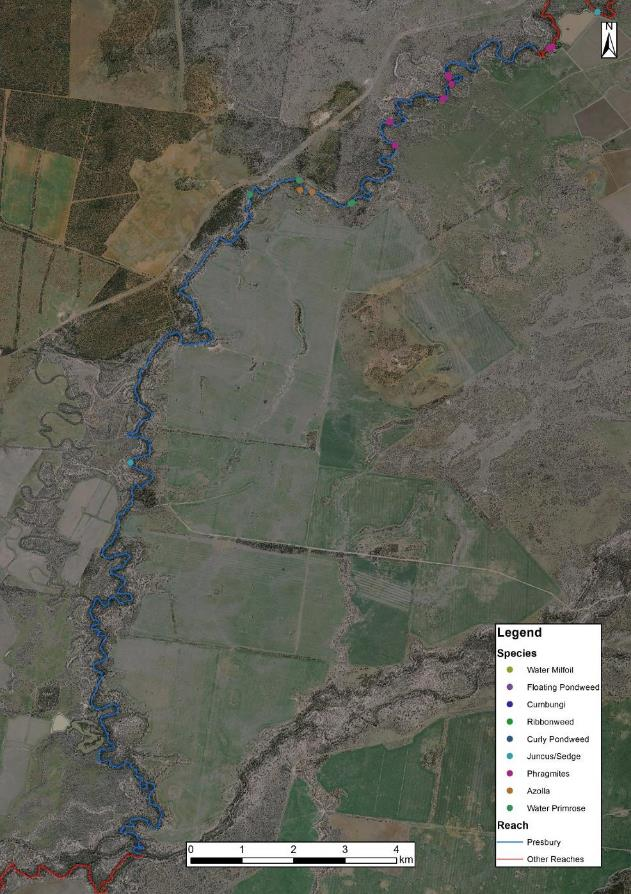 N
Legend
Species
Water Milfoil
Floating Pondweed
Cumbungi
Ribbonweed
Curly Pondweed
Juncus/Sedge
Phragmites
Azolla
Water Primrose
Reach
Presbury
Other Reaches
0 1 2 3 4
km